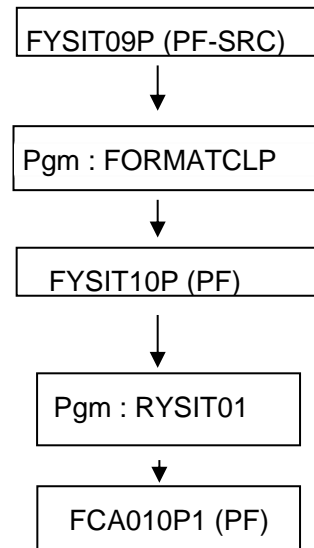 FYSIT09P (PF-SRC)
Pgm : FORMATCLP
FYSIT10P (PF)
Pgm : RYSIT01
FCA010P1 (PF)